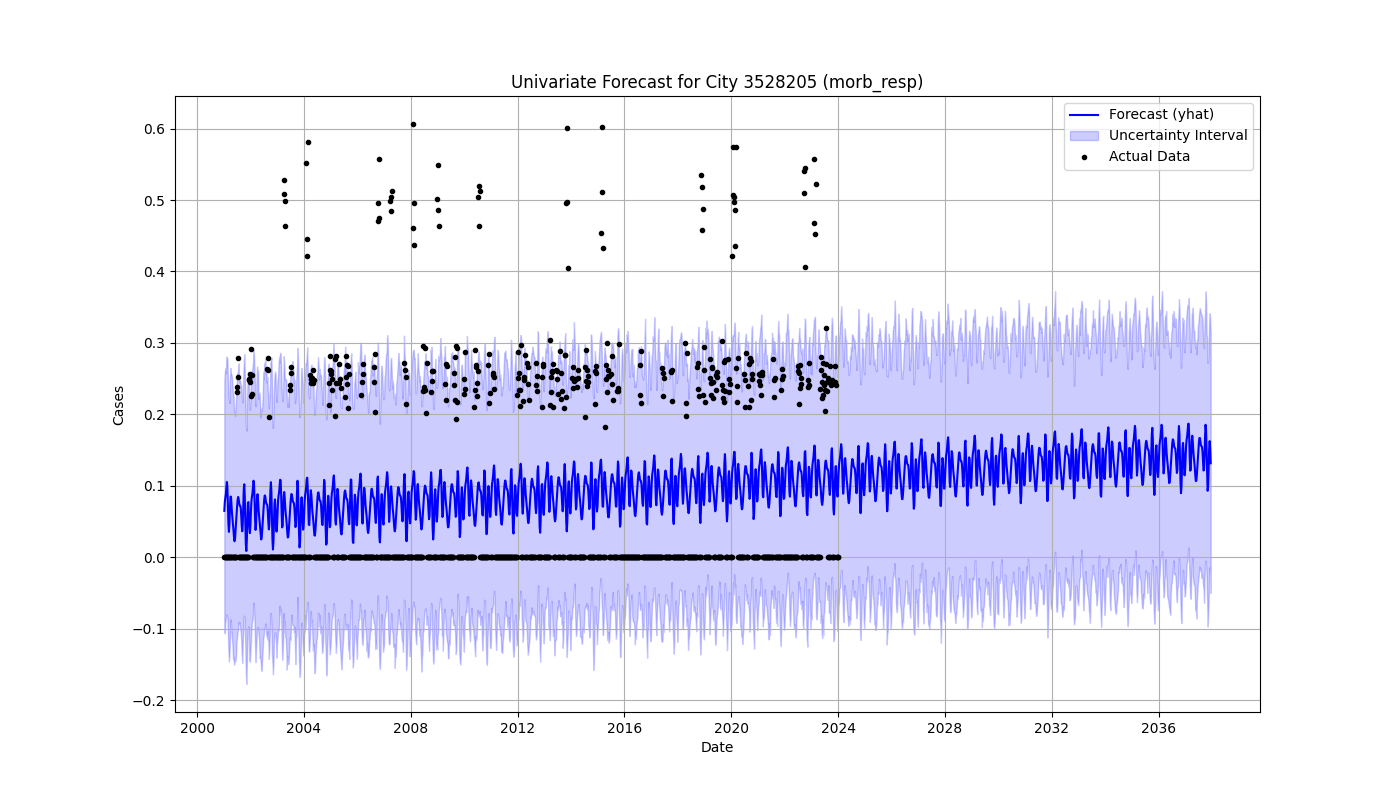 Univariate Forecast for City 3528205 (morb_resp)
Forecast (yhat)
Uncertainty Interval
Actual Data
Cases
0.6
0.5
0.4
0.3
0.2
0.1
0.0
−0.1
−0.2
2000 2004 2008 2012 2016 2020 2024 2028 2032 2036
Date